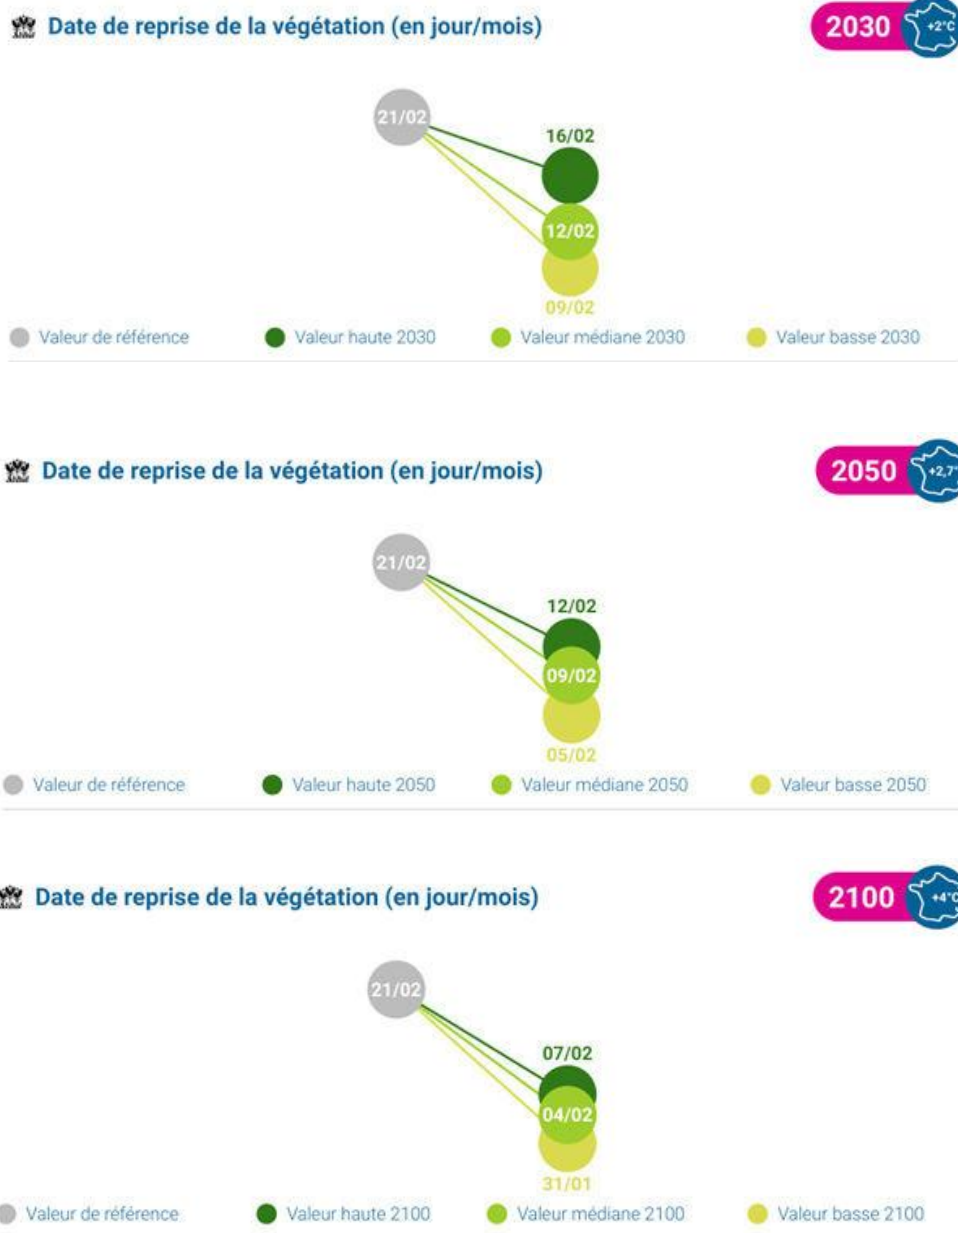 Date de reprise de la végétation (en jour/mois)
2030
+2°C
21/02
16/02
12/02
09/02
Valeur de référence
Valeur haute 2030
Valeur médiane 2030
Valeur basse 2030
Date de reprise de la végétation (en jour/mois)
2050
+2,7°
21/02
12/02
09/02
05/02
Valeur de référence
Valeur haute 2050
Valeur médiane 2050
Valeur basse 2050
Date de reprise de la végétation (en jour/mois)
2100
+4°C
21/02
07/02
04/02
31/01
Valeur de référence
Valeur haute 2100
Valeur médiane 2100
Valeur basse 2100